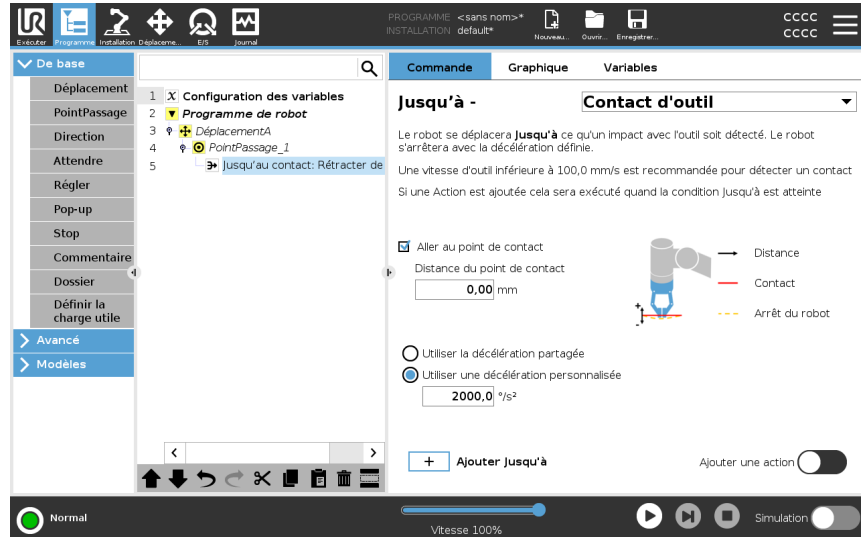 UR
PROGRAMME <sans nom>*
INSTALLATION default*
cccc
cccc
Exécuter
Programme
Installation
Déplaceme...
E/S
Journal
Nouveau...
Ouvrir...
Enregistrer...
De base
Déplacement
PointPassage
Direction
Attendre
Régler
Pop-up
Stop
Commentaire
Dossier
Définir la
charge utile
Avancé
Modèles
1 X Configuration des variables
2 Programme de robot
3 DéplacementA
4 PointPassage_1
5 Jusqu'au contact: Rétracter de
Commande
Graphique
Variables
Jusqu'à -
Contact d'outil
Le robot se déplacera Jusqu'à ce qu'un impact avec l'outil soit détecté. Le robot
s'arrêtera avec la décélération définie.
Une vitesse d'outil inférieure à 100,0 mm/s est recommandée pour détecter un contact
Si une Action est ajoutée cela sera exécuté quand la condition Jusqu'à est atteinte
Aller au point de contact
Distance du point de contact
0,00 mm
+
-
Distance
Contact
Arrêt du robot
Utiliser la décélération partagée
Utiliser une décélération personnalisée
2000,0 °/s²
+ Ajouter Jusqu'à
Ajouter une action
Normal
Vitesse 100%
Simulation